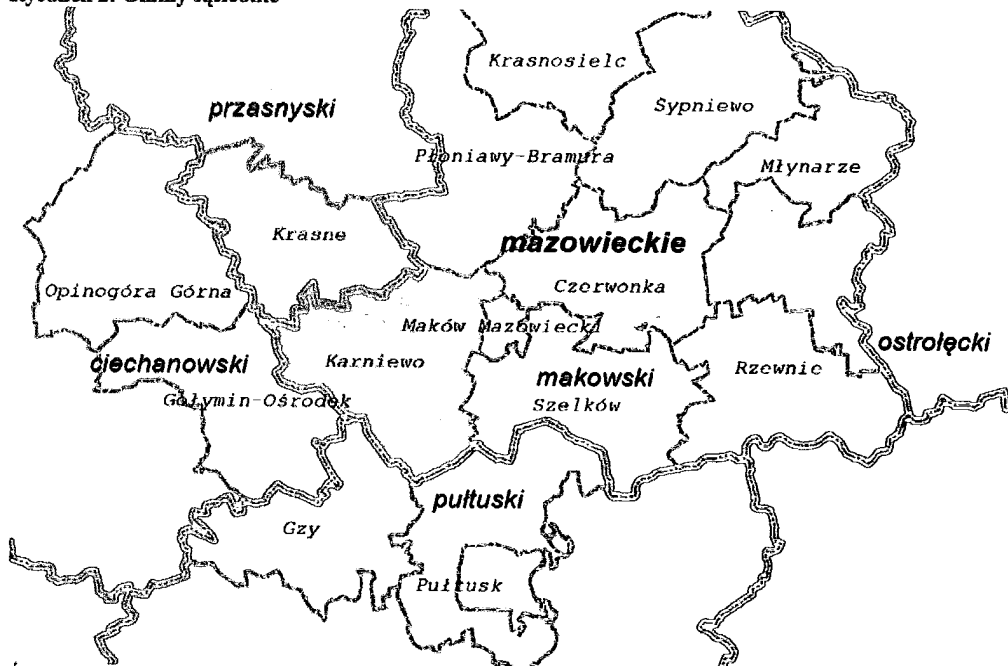 Krasnosielc
przasnyski
Sypniewo
Płoniawy-Bramura
Młynarze
Krasne
mazowieckie
Opinogóra Górna
Czerwonka
Maków Mazowiecki
ciechanowski
Karniewo
ostrołęcki
makowski
Rzewnie
Gołymin-Ośrodek
Szelków
pułtuski
Gzy
Pułtusk